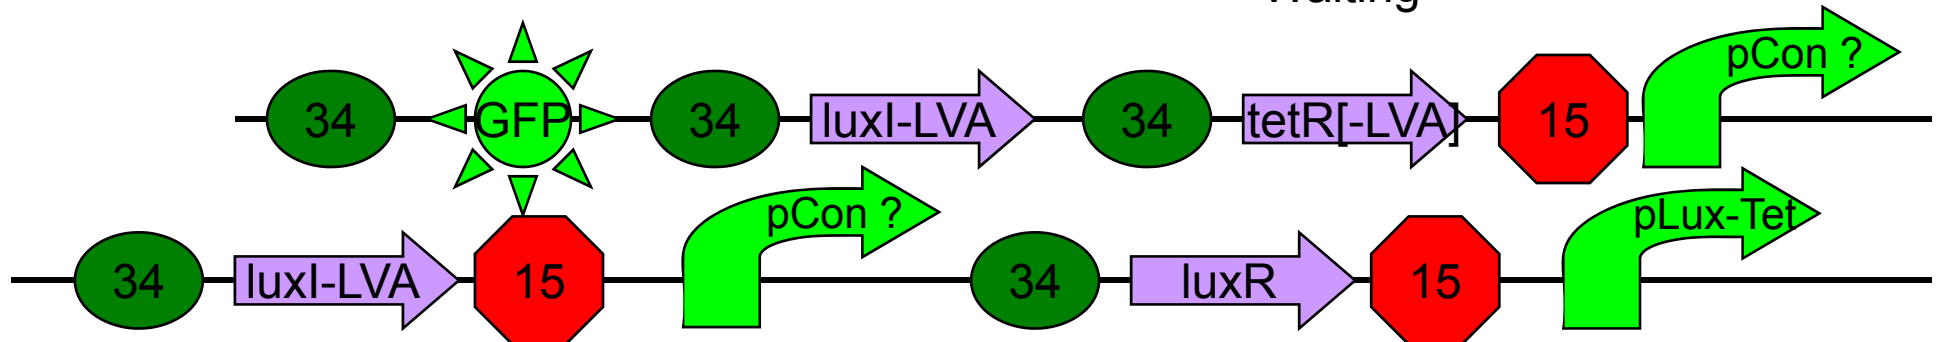 Waiting
pCon ?
34 GFP 34 luxI-LVA 34 tetR[-LVA] 15
pCon ? pLux-Tet
34 luxI-LVA 15 34 luxR 15